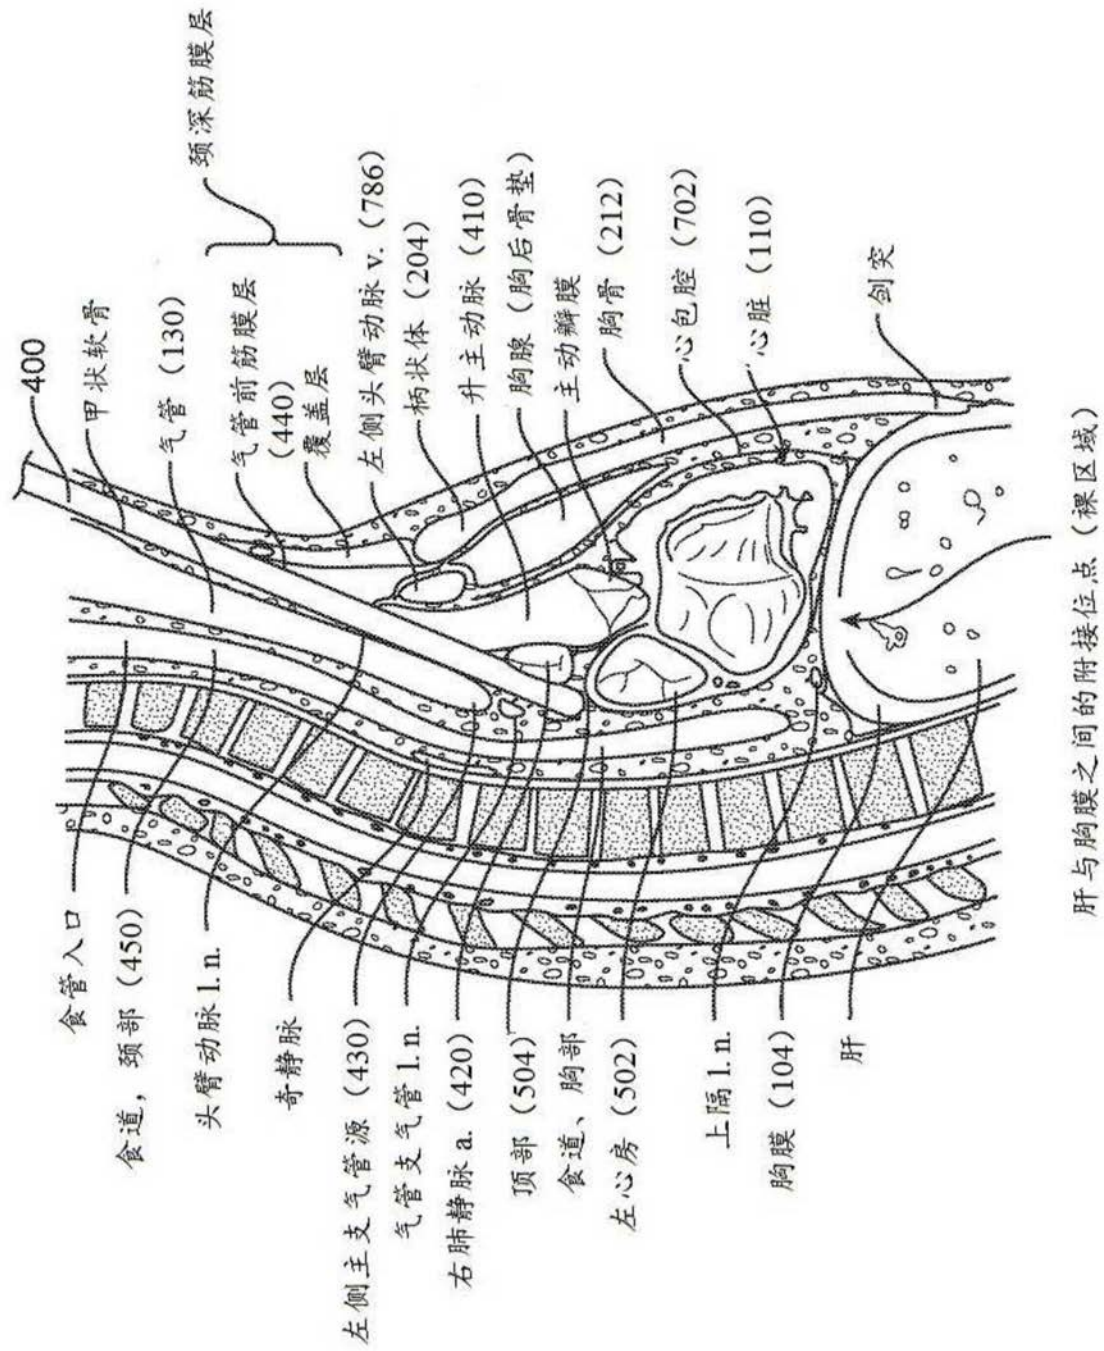 400
甲状软骨
气管（130）
气管前筋膜层
（440）
覆盖层
颈深筋膜层
左侧头臂动脉 v.（786）
柄状体（204）
升主动脉（410）
胸腺（胸后骨垫）
主动瓣膜
胸骨（212）
心包腔（702）
心脏（110）
剑突
食管入口
食道，颈部（450）
头臂动脉 l.n.
奇静脉
左侧主支气管源（430）
气管支气管 l.n.
右肺静脉 a.（420）
顶部（504）
食道、胸部
左心房（502）
上隔 l.n.
胸膜（104）
肝
肝与胸膜之间的附接位点（裸区域）